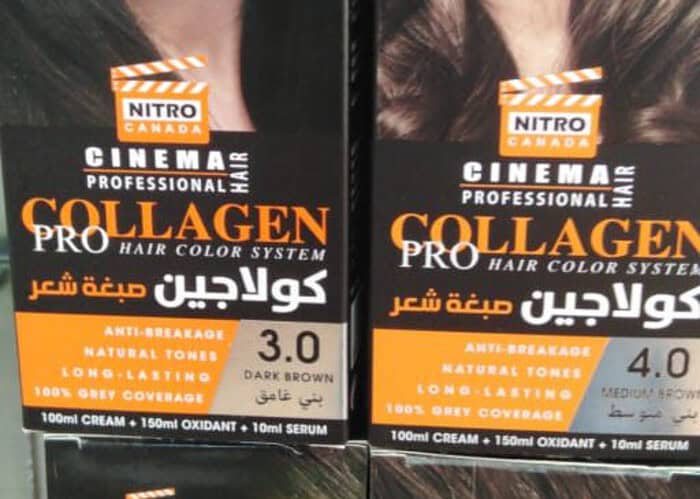 NITRO
CANADA
CINEMA HAIR
PROFESSIONAL
COLLAGEN
PRO HAIR COLOR SYSTEM
كولاجين صبغة شعر
ANTI-BREAKAGE
NATURAL TONES
LONG-LASTING
100% GREY COVERAGE
3.0
DARK BROWN
بني غامق
100ml CREAM + 150ml OXIDANT + 10ml SERUM
NITRO
CANADA
CINEMA HAIR
PROFESSIONAL
COLLAGEN
PRO HAIR COLOR SYSTEM
كولاجين صبغة شعر
ANTI-BREAKAGE
NATURAL TONES
LONG-LASTING
100% GREY COVERAGE
4.0
MEDIUM BROWN
بني متوسط
100ml CREAM + 150ml OXIDANT + 10ml SERUM